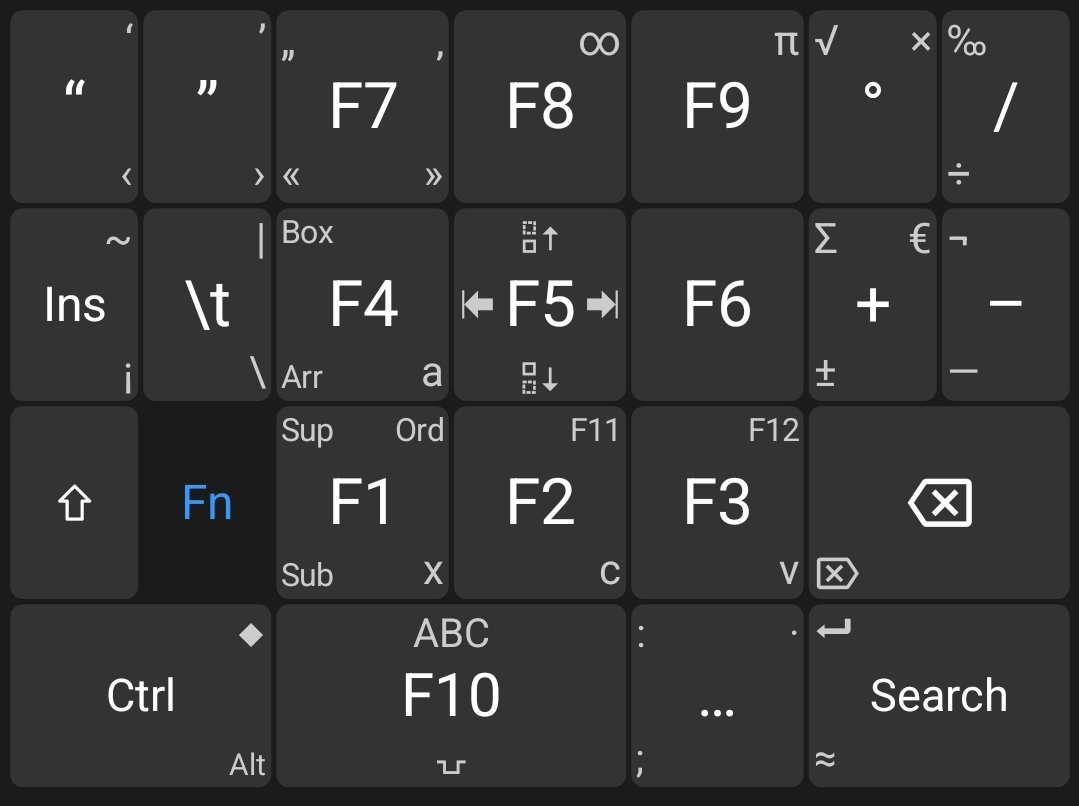 ‘ ’ „ ‚ ∞ π √ × ‰
“ ” F7 F8 F9 ° /
‹ › « » ÷
~ | Box Σ € ¬
Ins \t F4 F5 F6 + –
¡ \ Arr a ± —
Sup Ord F11 F12
Fn F1 F2 F3
Sub x c v
ABC : ·
Ctrl F10 … Search
Alt ; ≈